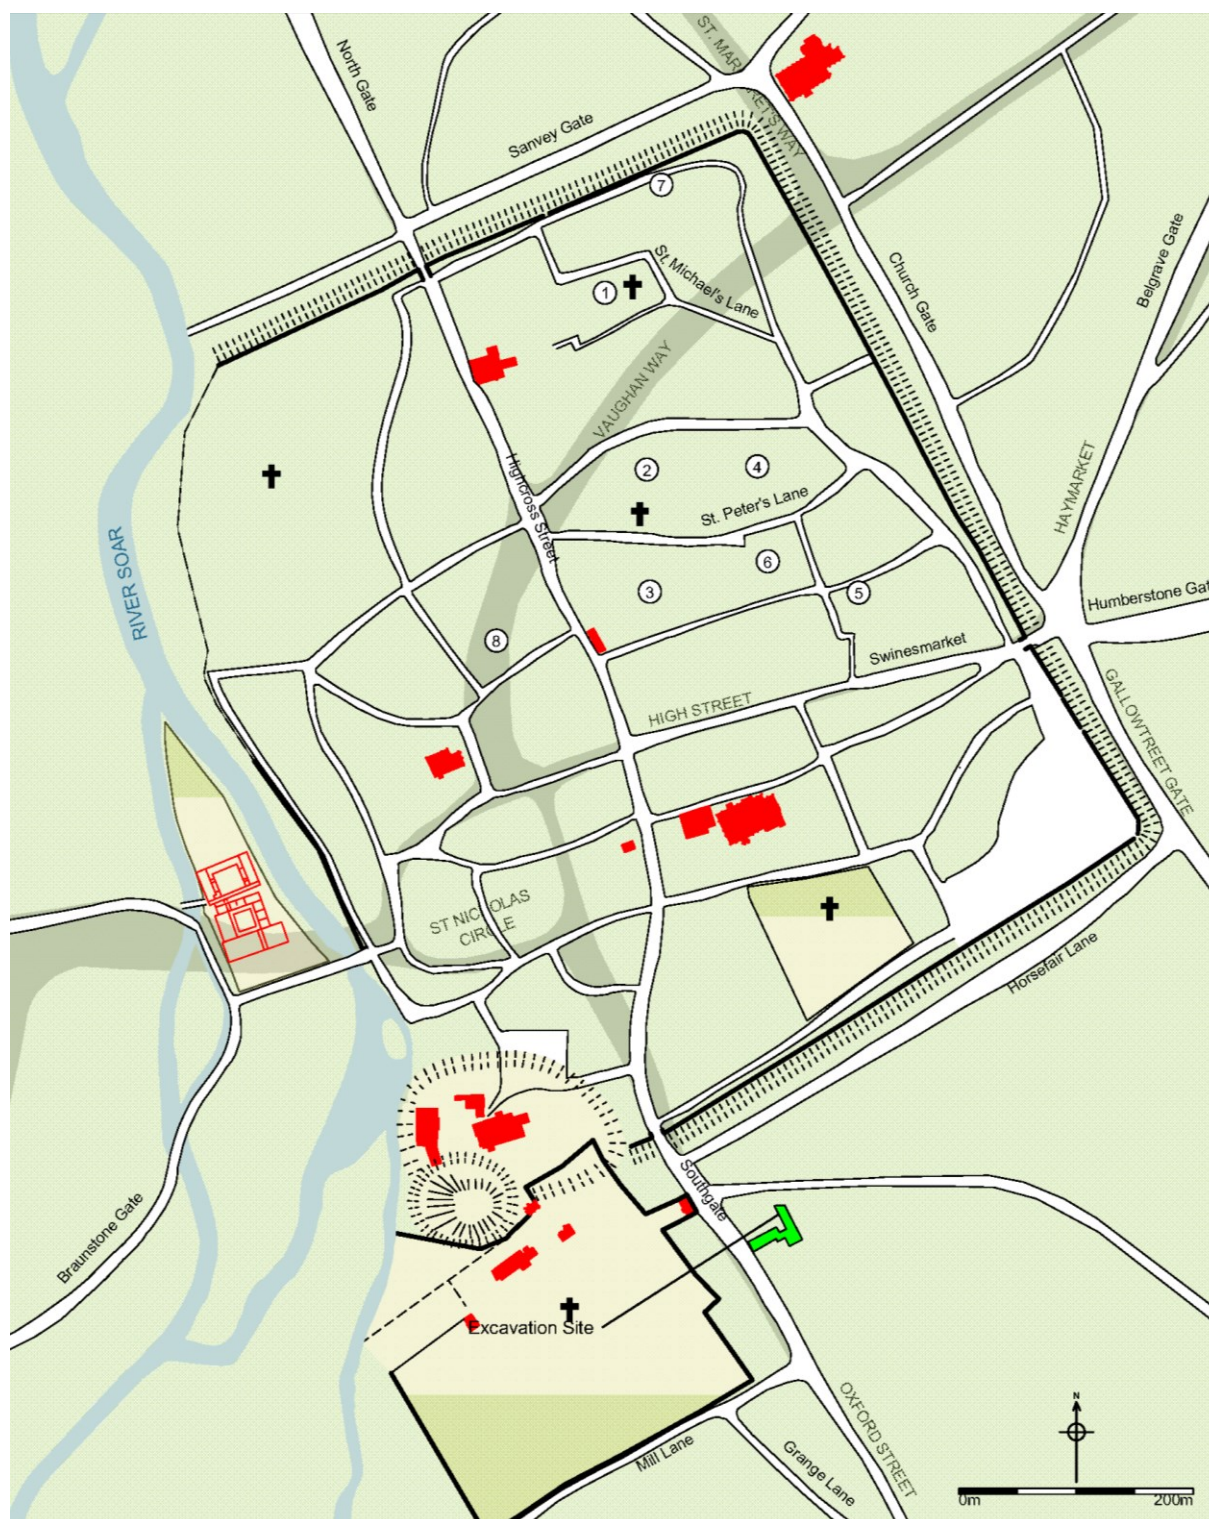 North Gate
ST. MARGARET'S WAY
Sanvey Gate
7
St. Michael's Lane
1
Church Gate
Belgrave Gate
VAUGHAN WAY
Highcross Street
2
4
St. Peter's Lane
HAYMARKET
RIVER SOAR
6
3
5
Humberstone Gat
8
Swinesmarket
HIGH STREET
GALLOWTREET GATE
ST NICHOLAS
CIRCLE
Horsefair Lane
Southgate
Braunstone Gate
Excavation Site
OXFORD STREET
Mill Lane
Grange Lane
N
0m
200m